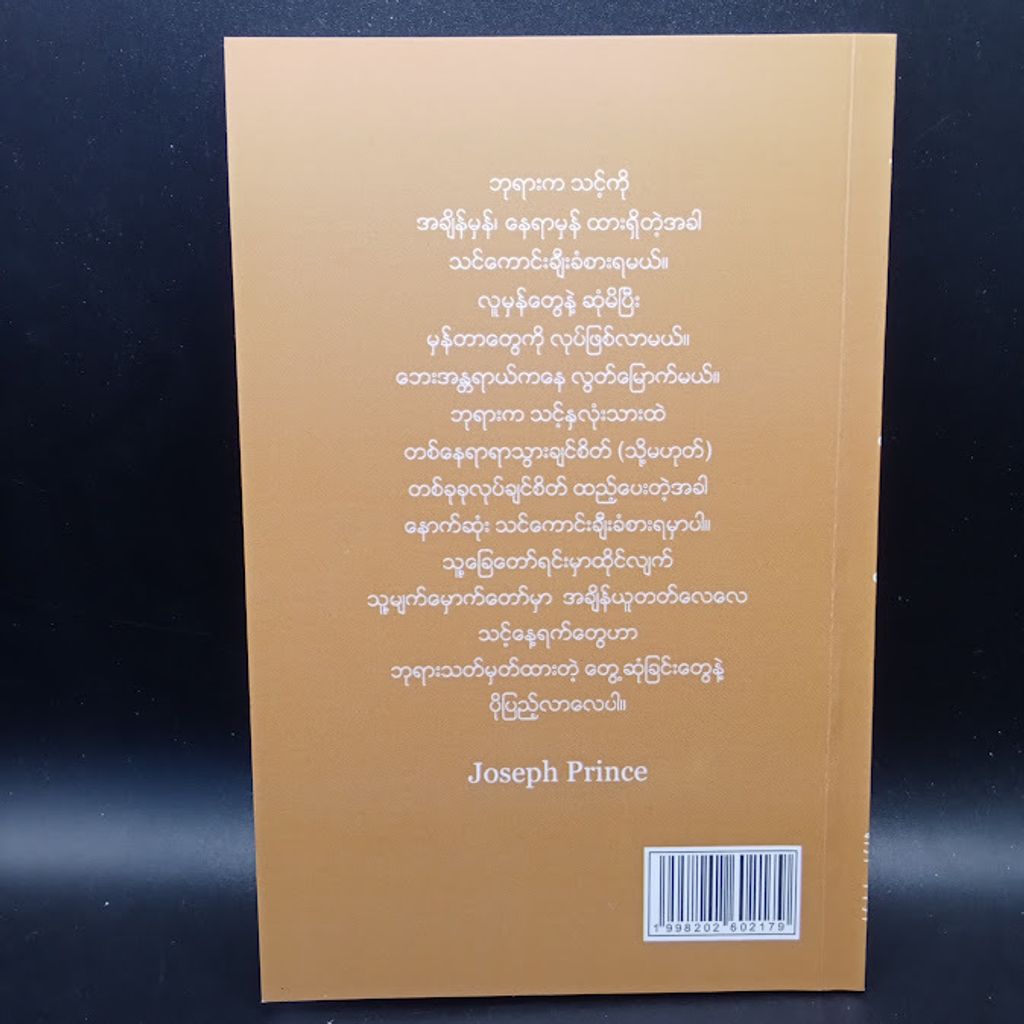 ဘုရားက သင့်ကို
အချိန်မှန်၊ နေရာမှန် ထားရှိတဲ့အခါ
သင်ကောင်းချီးခံစားရမယ်။
လူမှန်တွေနဲ့ ဆုံမိပြီး
မှန်တာတွေကို လုပ်ဖြစ်လာမယ်။
ဘေးအန္တရာယ်ကနေ လွတ်မြောက်မယ်။
ဘုရားက သင့်နှလုံးသားထဲ
တစ်နေရာရာသွားချင်စိတ် (သို့မဟုတ်)
တစ်ခုခုလုပ်ချင်စိတ် ထည့်ပေးတဲ့အခါ
နောက်ဆုံး သင်ကောင်းချီးခံစားရမှာပါ။
သူ့ခြေတော်ရင်းမှာထိုင်လျက်
သူ့မျက်မှောက်တော်မှာ အချိန်ယူတတ်လေလေ
သင့်နေ့ရက်တွေဟာ
ဘုရားသတ်မှတ်ထားတဲ့ တွေ့ဆုံခြင်းတွေနဲ့
ပိုပြည့်လာလေပါ။
Joseph Prince
1 998202 602179